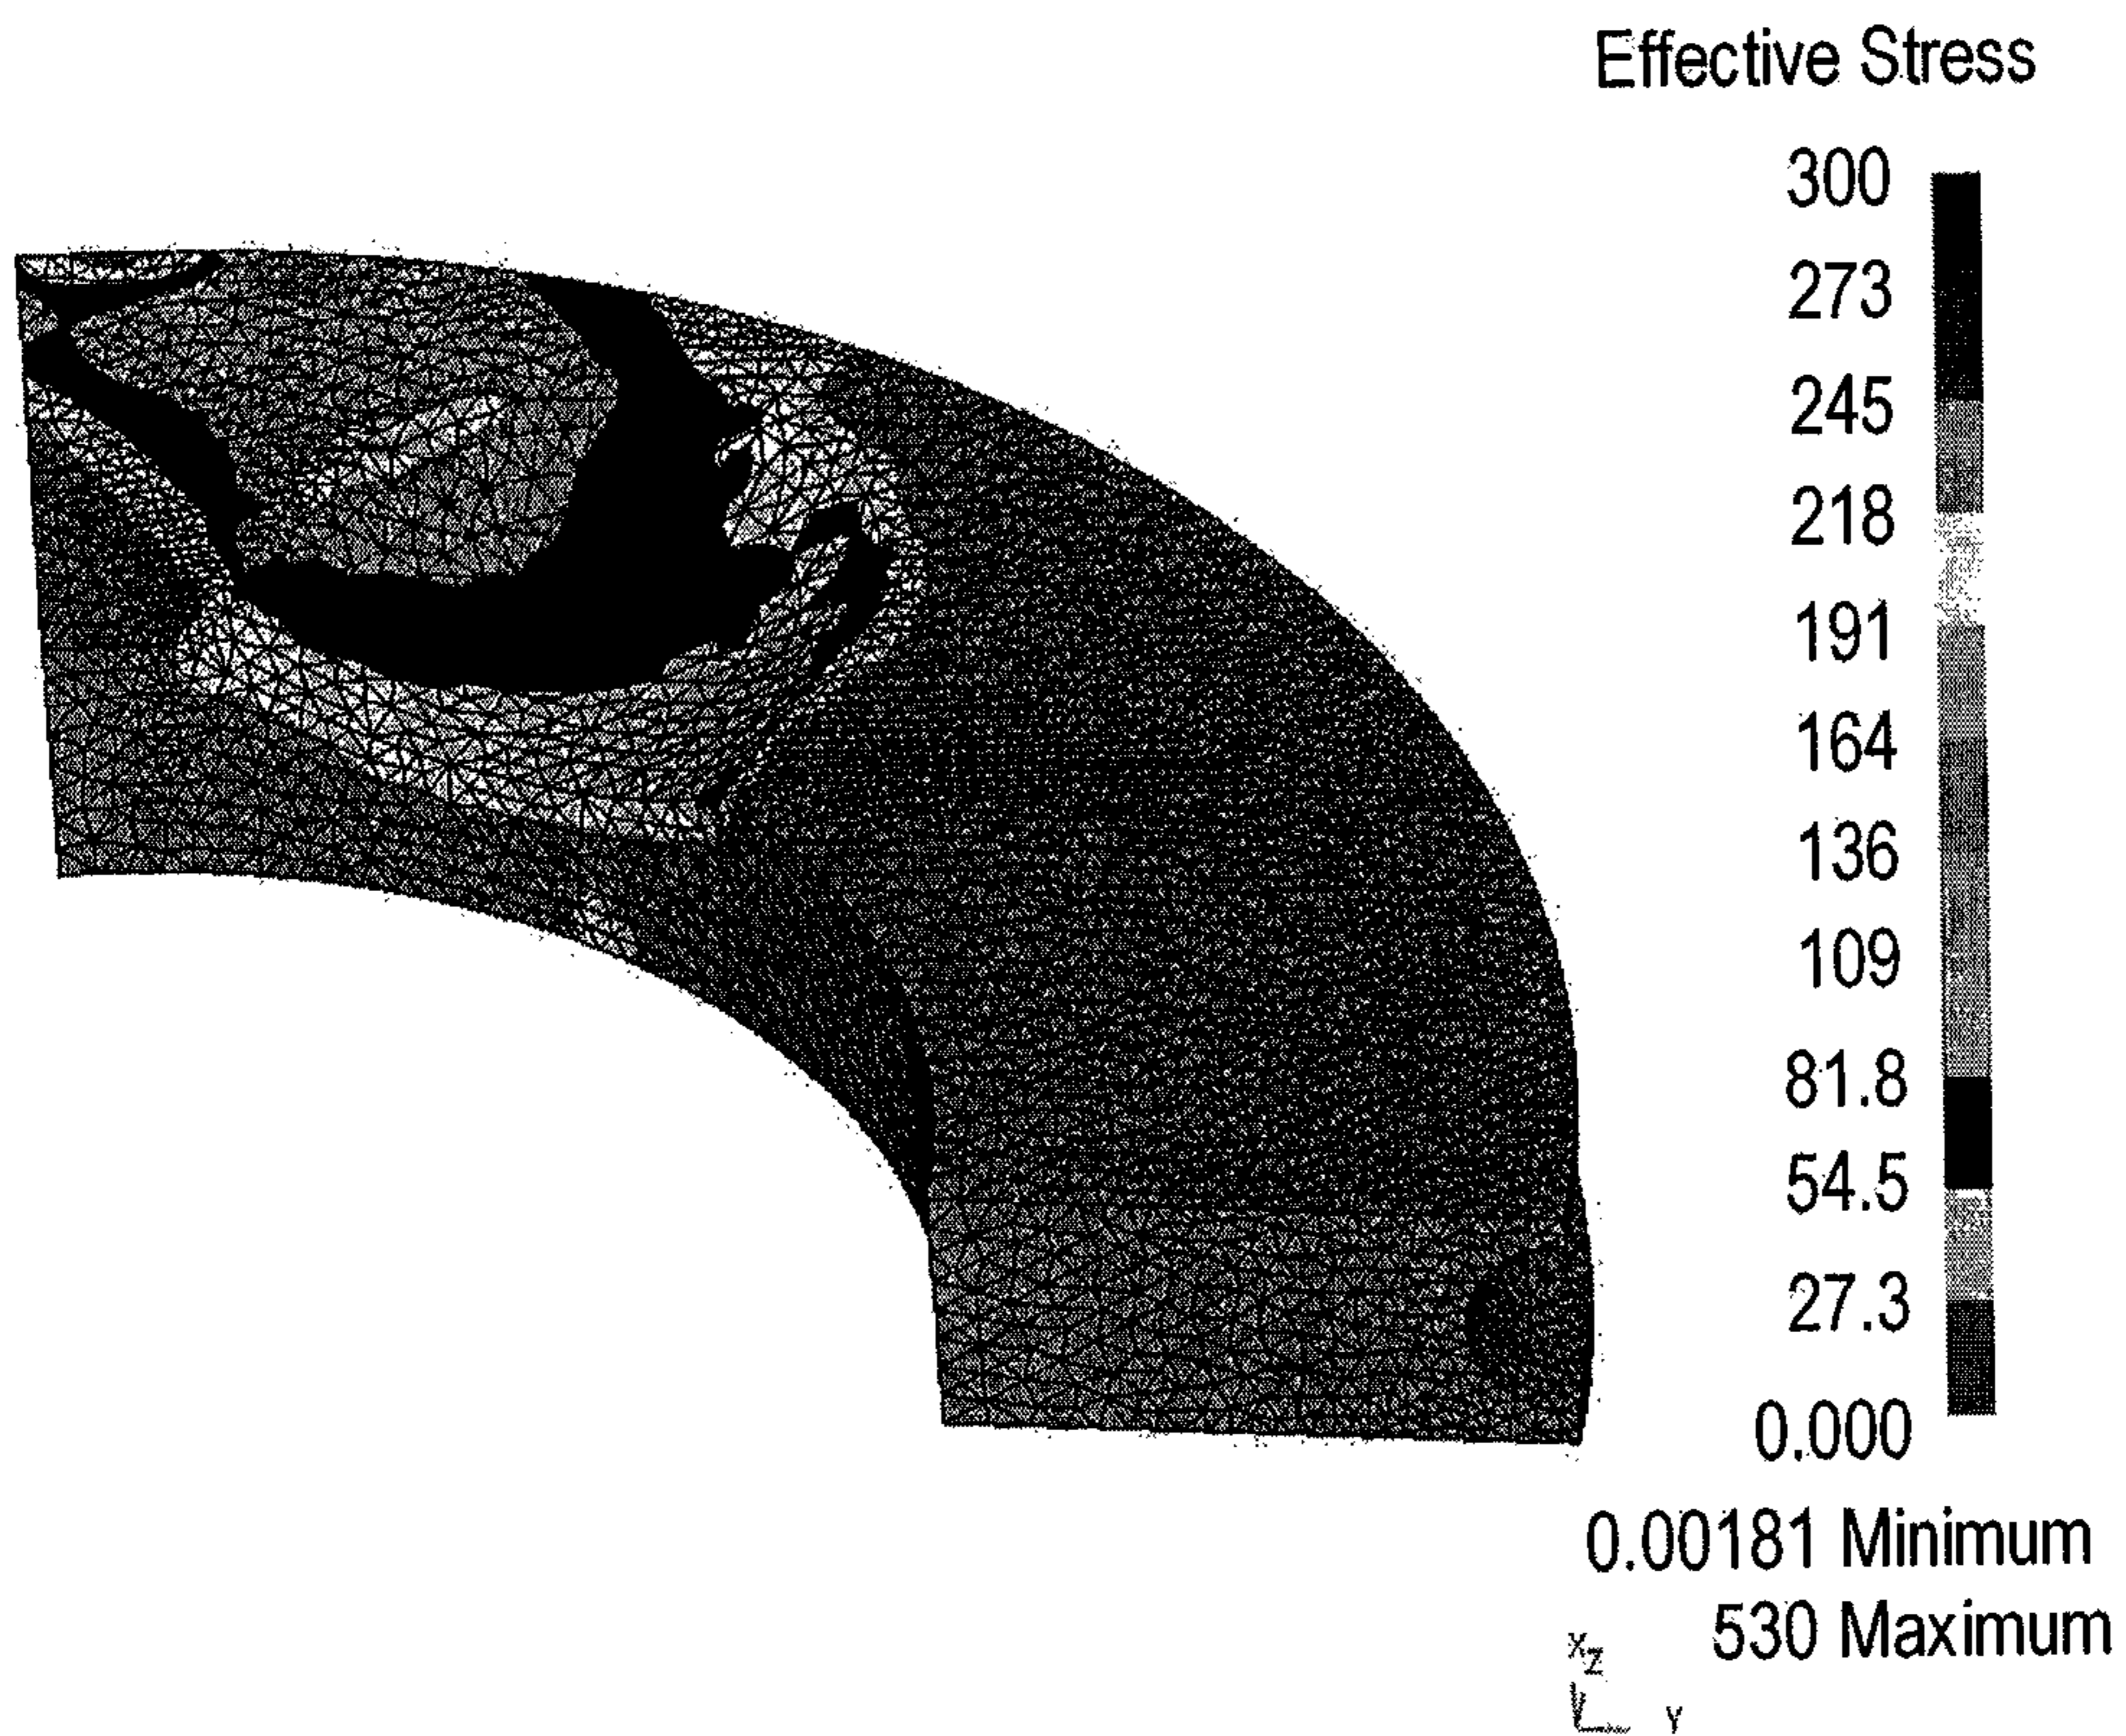 Effective Stress
300
273
245
218
191
164
136
109
81.8
54.5
27.3
0.000
0.00181 Minimum
530 Maximum
X
Z
Y